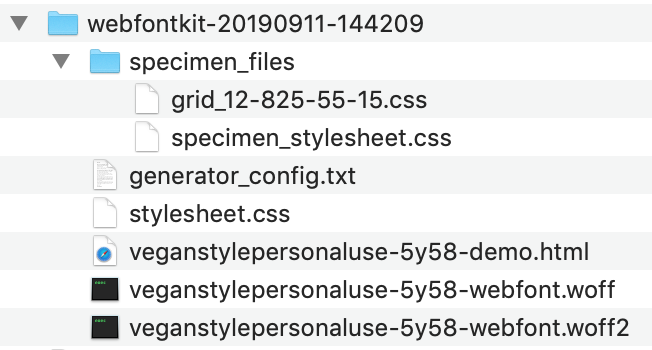 webfontkit-20190911-144209
specimen_files
grid_12-825-55-15.css
specimen_stylesheet.css
generator_config.txt
stylesheet.css
veganstylepersonaluse-5y58-demo.html
veganstylepersonaluse-5y58-webfont.woff
veganstylepersonaluse-5y58-webfont.woff2